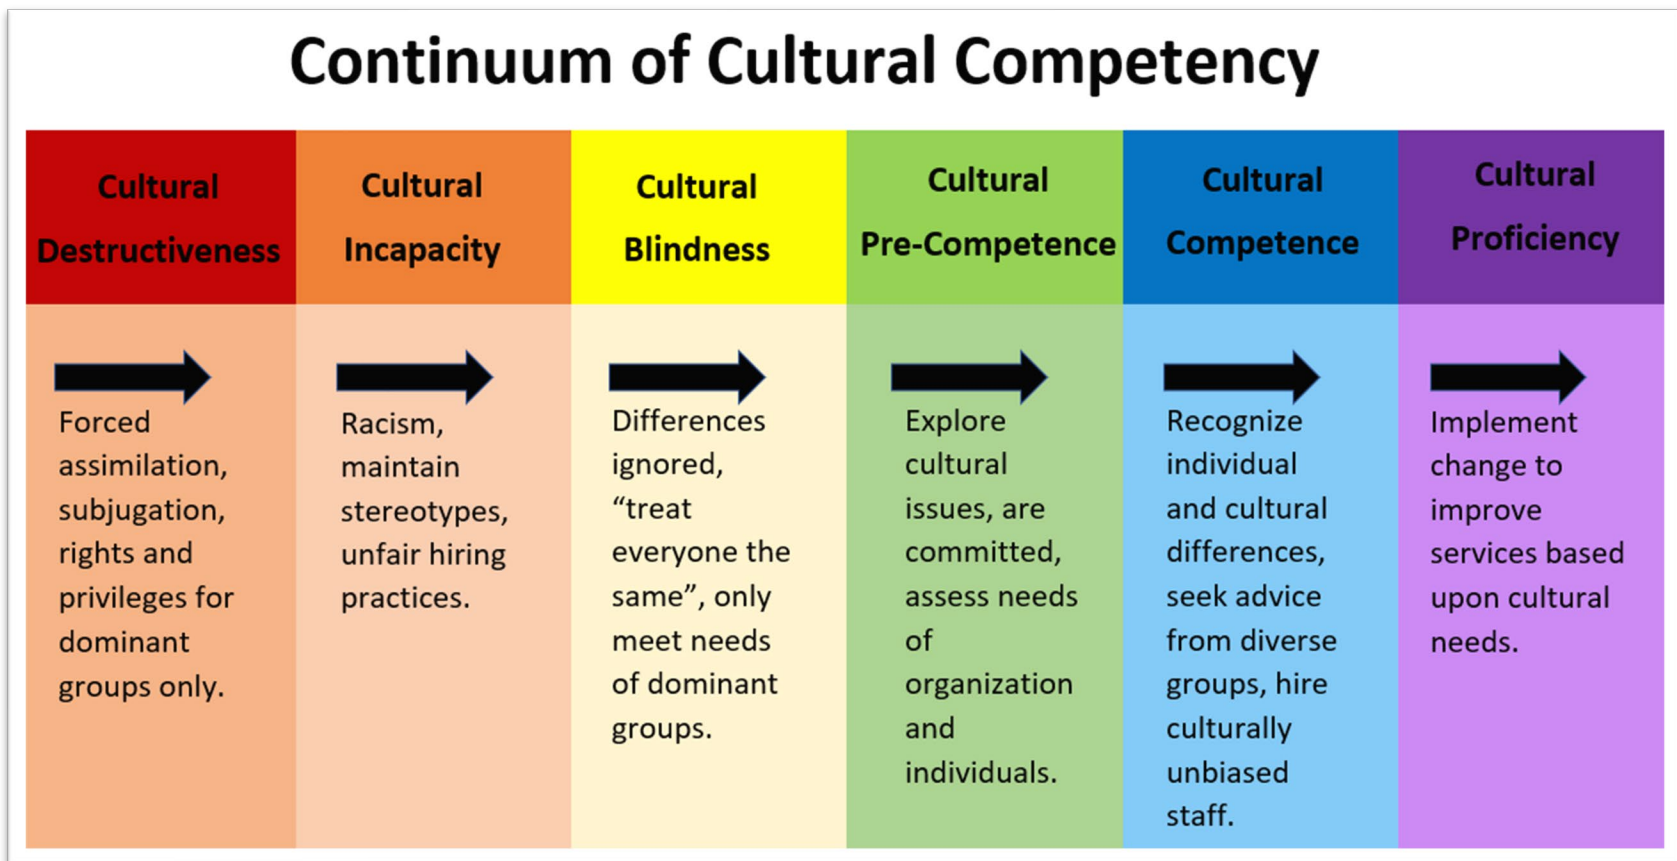 Continuum of Cultural Competency
Cultural
Destructiveness
Cultural
Incapacity
Cultural
Blindness
Cultural
Pre-Competence
Cultural
Competence
Cultural
Proficiency
Forced
assimilation,
subjugation,
rights and
privileges for
dominant
groups only.
Racism,
maintain
stereotypes,
unfair hiring
practices.
Differences
ignored,
“treat
everyone the
same”, only
meet needs
of dominant
groups.
Explore
cultural
issues, are
committed,
assess needs
of
organization
and
individuals.
Recognize
individual
and cultural
differences,
seek advice
from diverse
groups, hire
culturally
unbiased
staff.
Implement
change to
improve
services based
upon cultural
needs.